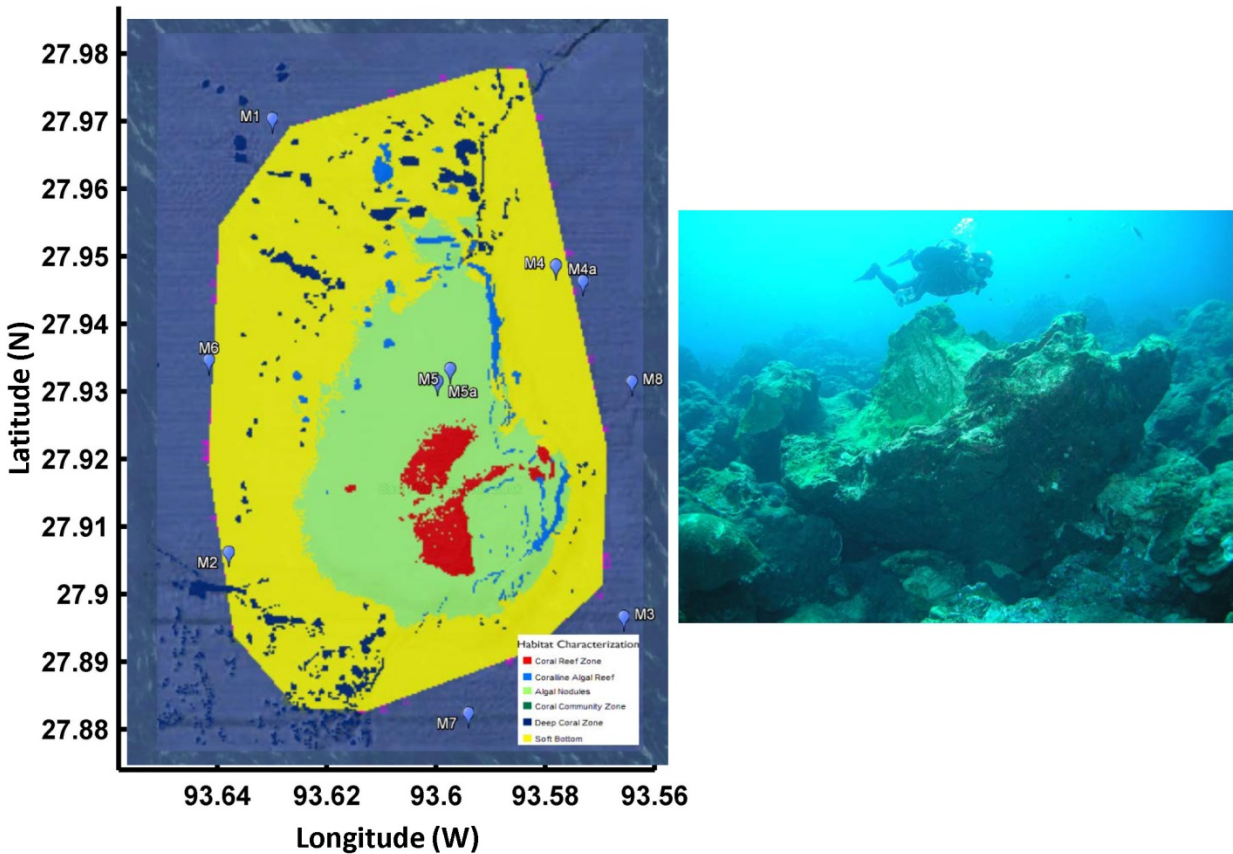 27.98
27.97
27.96
27.95
27.94
27.93
27.92
27.91
27.9
27.89
27.88
Latitude (N)
M1
M4
M4a
M6
M5
M5a
M8
M2
M3
M7
Habitat Characterization
Coral Reef Zone
Coralline Algal Reef
Algal Nodules
Coral Community Zone
Deep Coral Zone
Soft Bottom
93.64 93.62 93.6 93.58 93.56
Longitude (W)